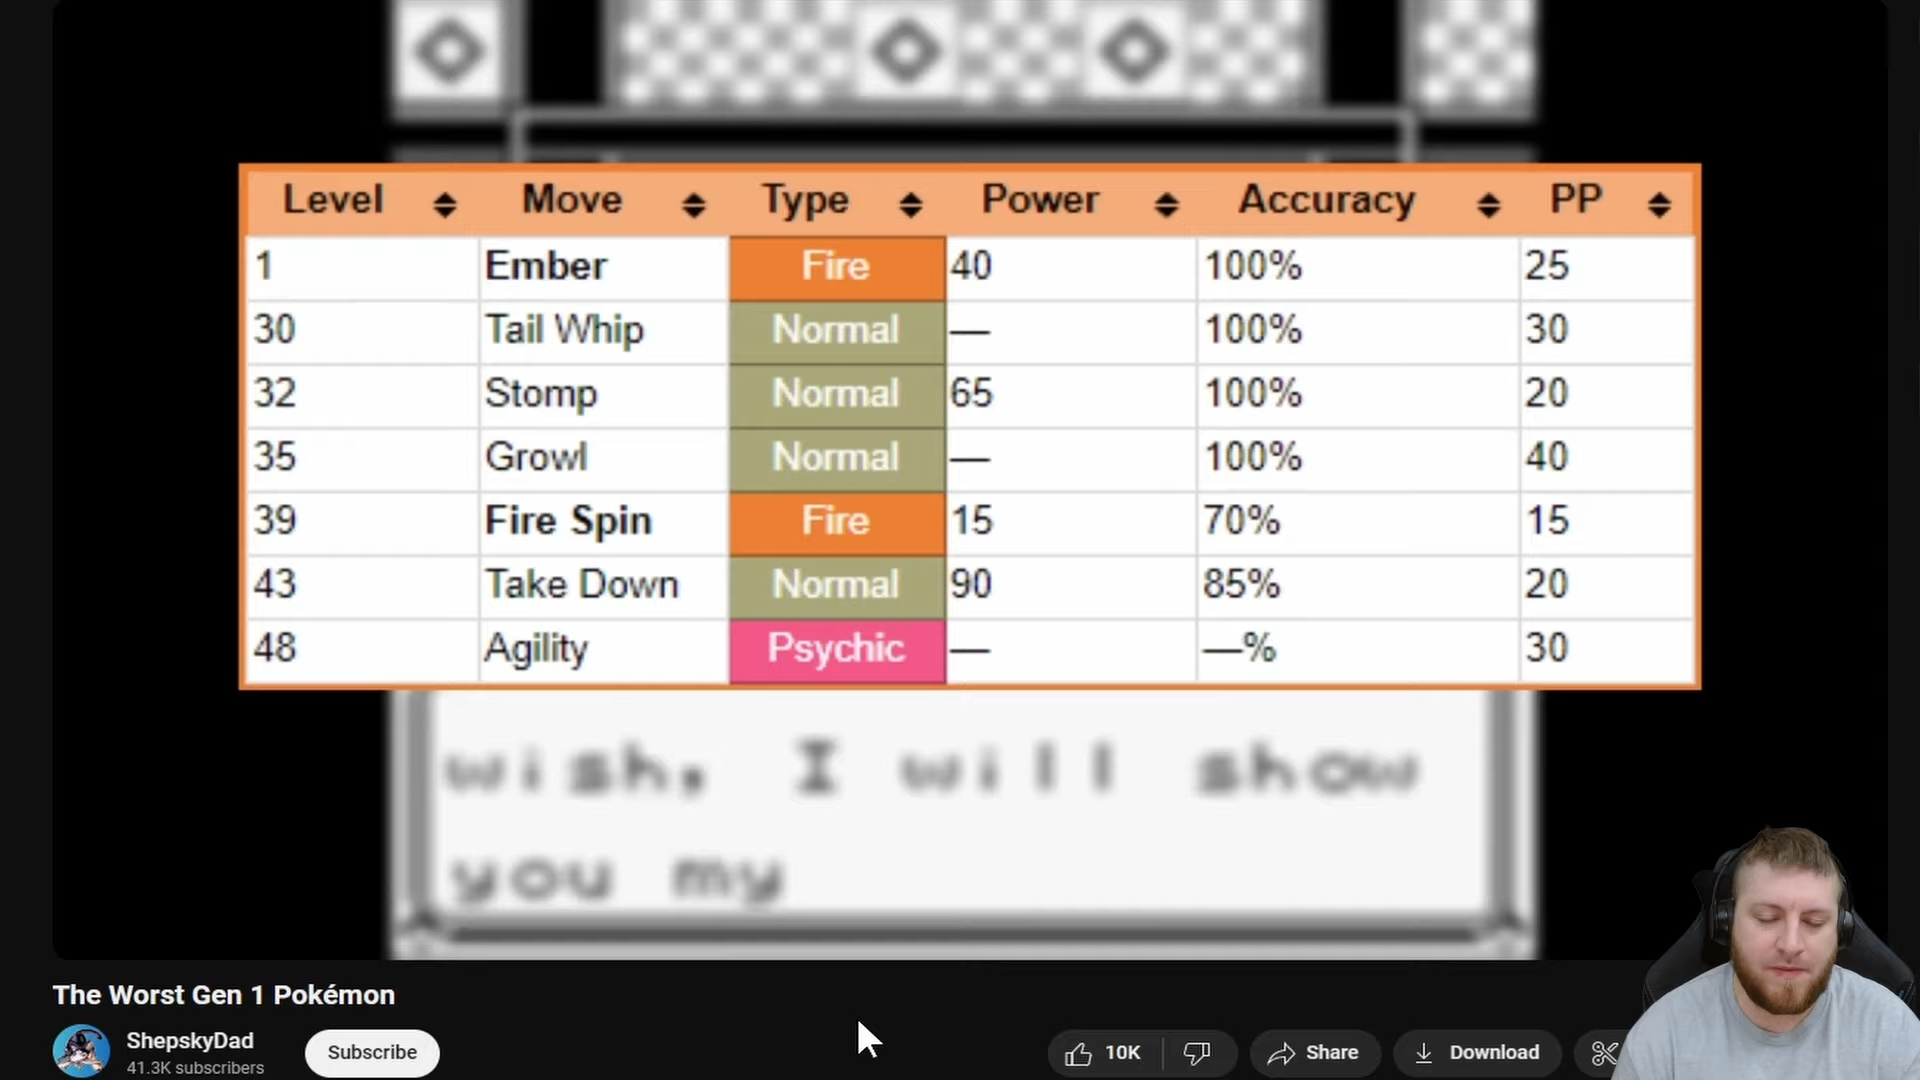 Level Move Type Power Accuracy PP
1 Ember Fire 40 100% 25
30 Tail Whip Normal — 100% 30
32 Stomp Normal 65 100% 20
35 Growl Normal — 100% 40
39 Fire Spin Fire 15 70% 15
43 Take Down Normal 90 85% 20
48 Agility Psychic — —% 30
wish, I will show
you my
The Worst Gen 1 Pokémon
ShepskyDad
41.3K subscribers
Subscribe
10K
Share
Download